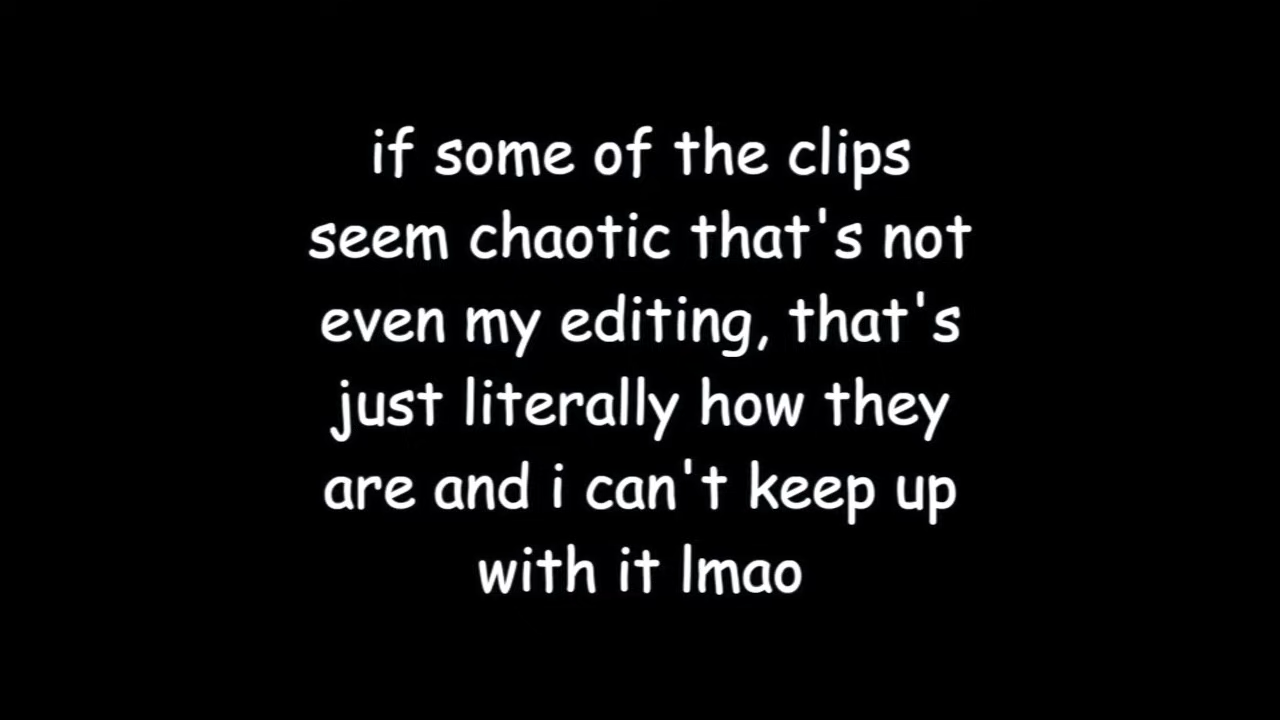 if some of the clips
seem chaotic that's not
even my editing, that's
just literally how they
are and i can't keep up
with it lmao